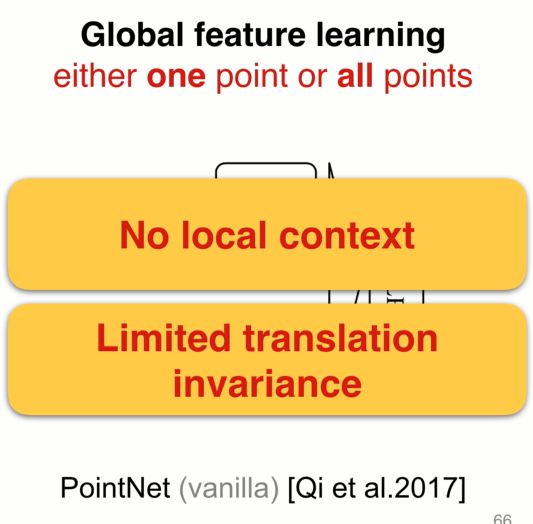 Global feature learning
either one point or all points
No local context
Limited translation
invariance
PointNet (vanilla) [Qi et al.2017]
66